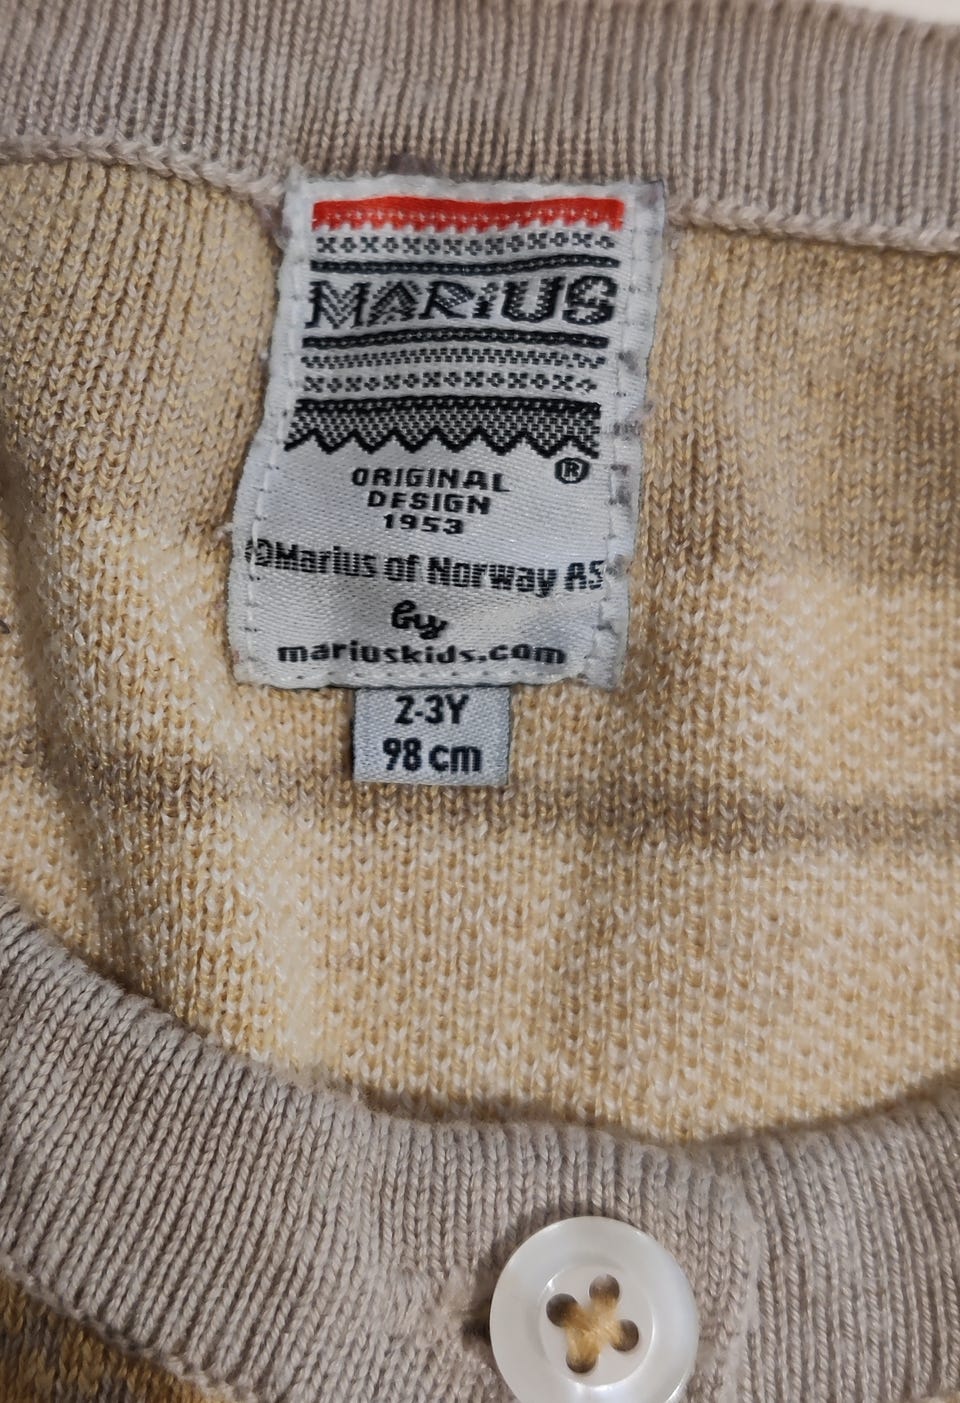 MARiUS
®
ORIGINAL
DESIGN
1953
©Marius of Norway AS
by
mariuskids.com
2-3Y
98 cm